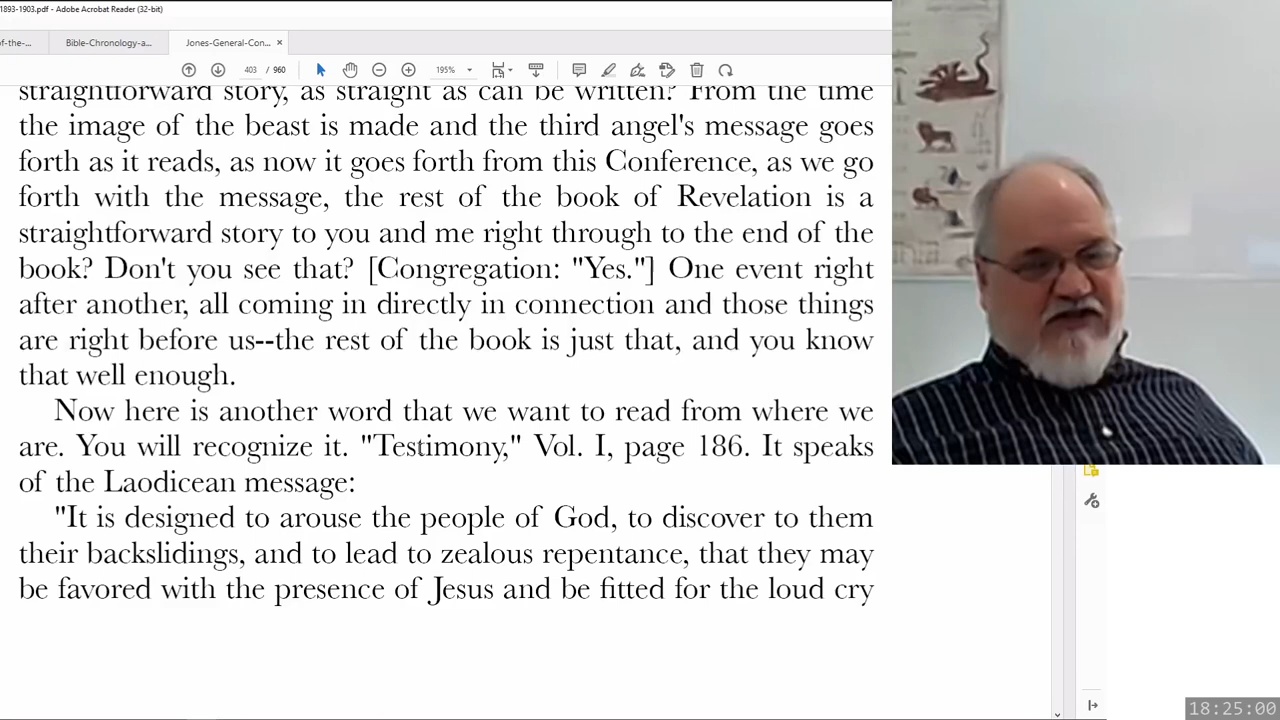 1893-1903.pdf - Adobe Acrobat Reader (32-bit)
of-the-...
Bible-Chronology-a...
Jones-General-Con... ×
403 / 960
195%
straightforward story, as straight as can be written? From the time
the image of the beast is made and the third angel's message goes
forth as it reads, as now it goes forth from this Conference, as we go
forth with the message, the rest of the book of Revelation is a
straightforward story to you and me right through to the end of the
book? Don't you see that? [Congregation: "Yes."] One event right
after another, all coming in directly in connection and those things
are right before us--the rest of the book is just that, and you know
that well enough.
Now here is another word that we want to read from where we
are. You will recognize it. "Testimony," Vol. I, page 186. It speaks
of the Laodicean message:
"It is designed to arouse the people of God, to discover to them
their backslidings, and to lead to zealous repentance, that they may
be favored with the presence of Jesus and be fitted for the loud cry
18:25:00